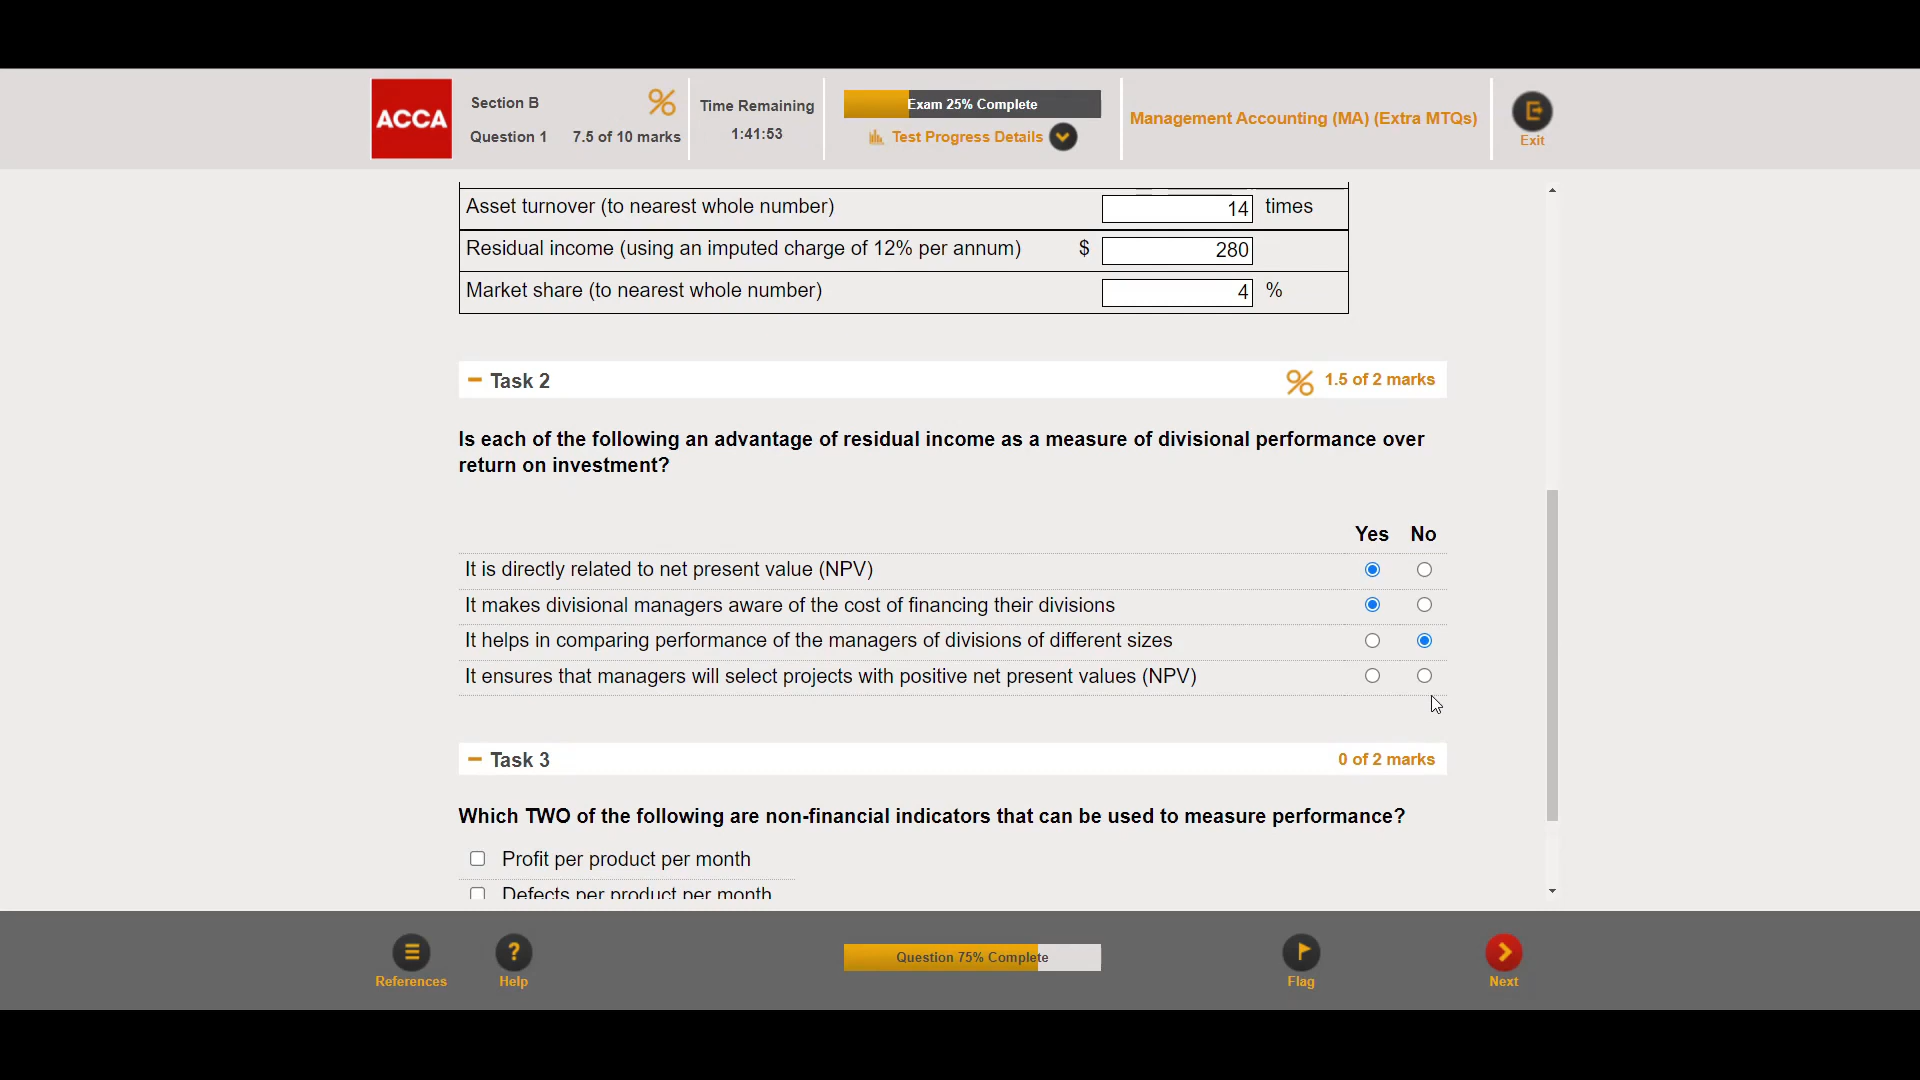 ACCA
Section B
Question 1
7.5 of 10 marks
Time Remaining
1:41:53
Exam 25% Complete
Test Progress Details
Management Accounting (MA) (Extra MTQs)
Exit
Asset turnover (to nearest whole number) 14 times
Residual income (using an imputed charge of 12% per annum) $ 280
Market share (to nearest whole number) 4 %
Task 2
% 1.5 of 2 marks
Is each of the following an advantage of residual income as a measure of divisional performance over
return on investment?
Yes No
It is directly related to net present value (NPV)
It makes divisional managers aware of the cost of financing their divisions
It helps in comparing performance of the managers of divisions of different sizes
It ensures that managers will select projects with positive net present values (NPV)
Task 3
0 of 2 marks
Which TWO of the following are non-financial indicators that can be used to measure performance?
Profit per product per month
Defects per product per month
References
? Help
Question 75% Complete
Flag
Next